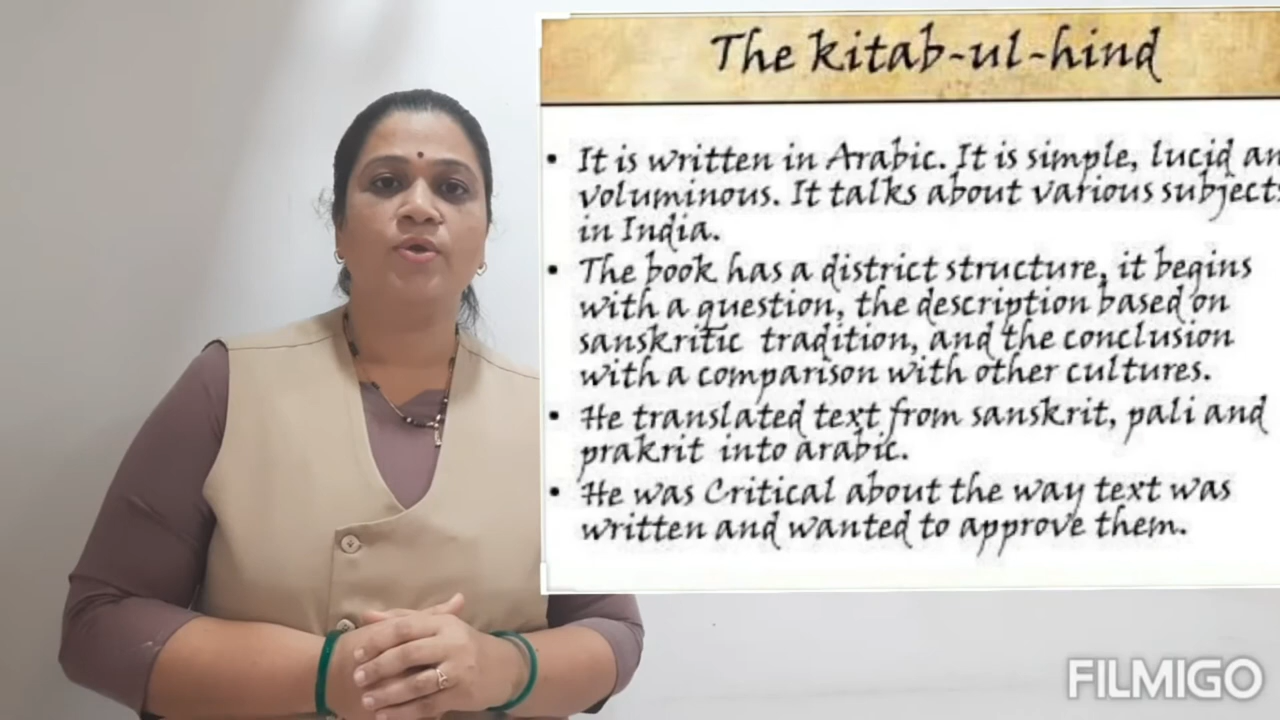 The kitab-ul-hind
• It is written in Arabic. It is simple, lucid an
voluminous. It talks about various subjects
in India.
• The book has a district structure, it begins
with a question, the description based on
sanskritic tradition, and the conclusion
with a comparison with other cultures.
• He translated text from sanskrit, pali and
prakrit into arabic.
• He was Critical about the way text was
written and wanted to approve them.
FILMIGO